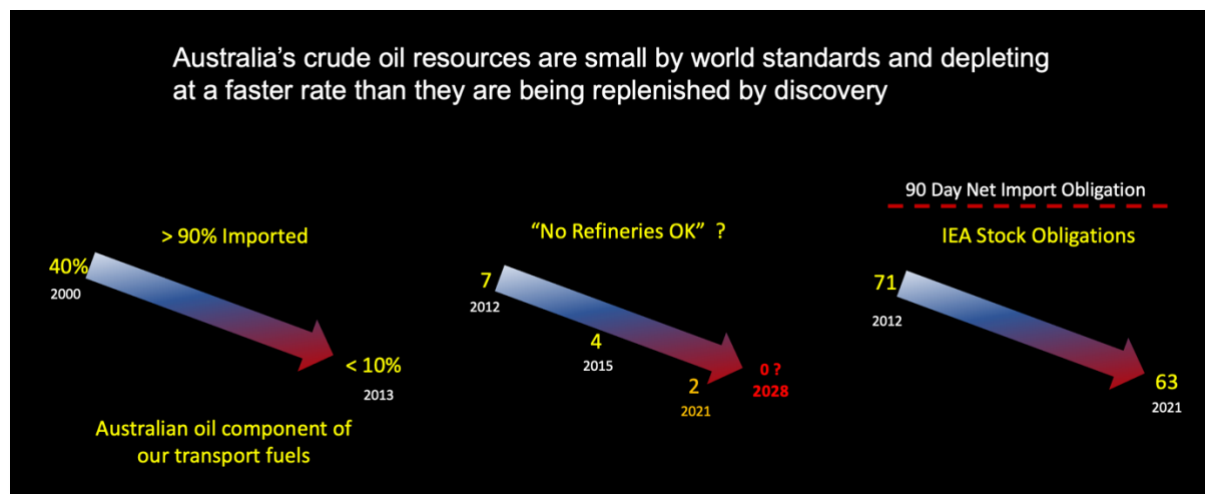 Australia’s crude oil resources are small by world standards and depleting
at a faster rate than they are being replenished by discovery
> 90% Imported
40%
2000
< 10%
2013
Australian oil component of
our transport fuels
“No Refineries OK” ?
7
2012
4
2015
2
2021
0 ?
2028
90 Day Net Import Obligation
IEA Stock Obligations
71
2012
63
2021